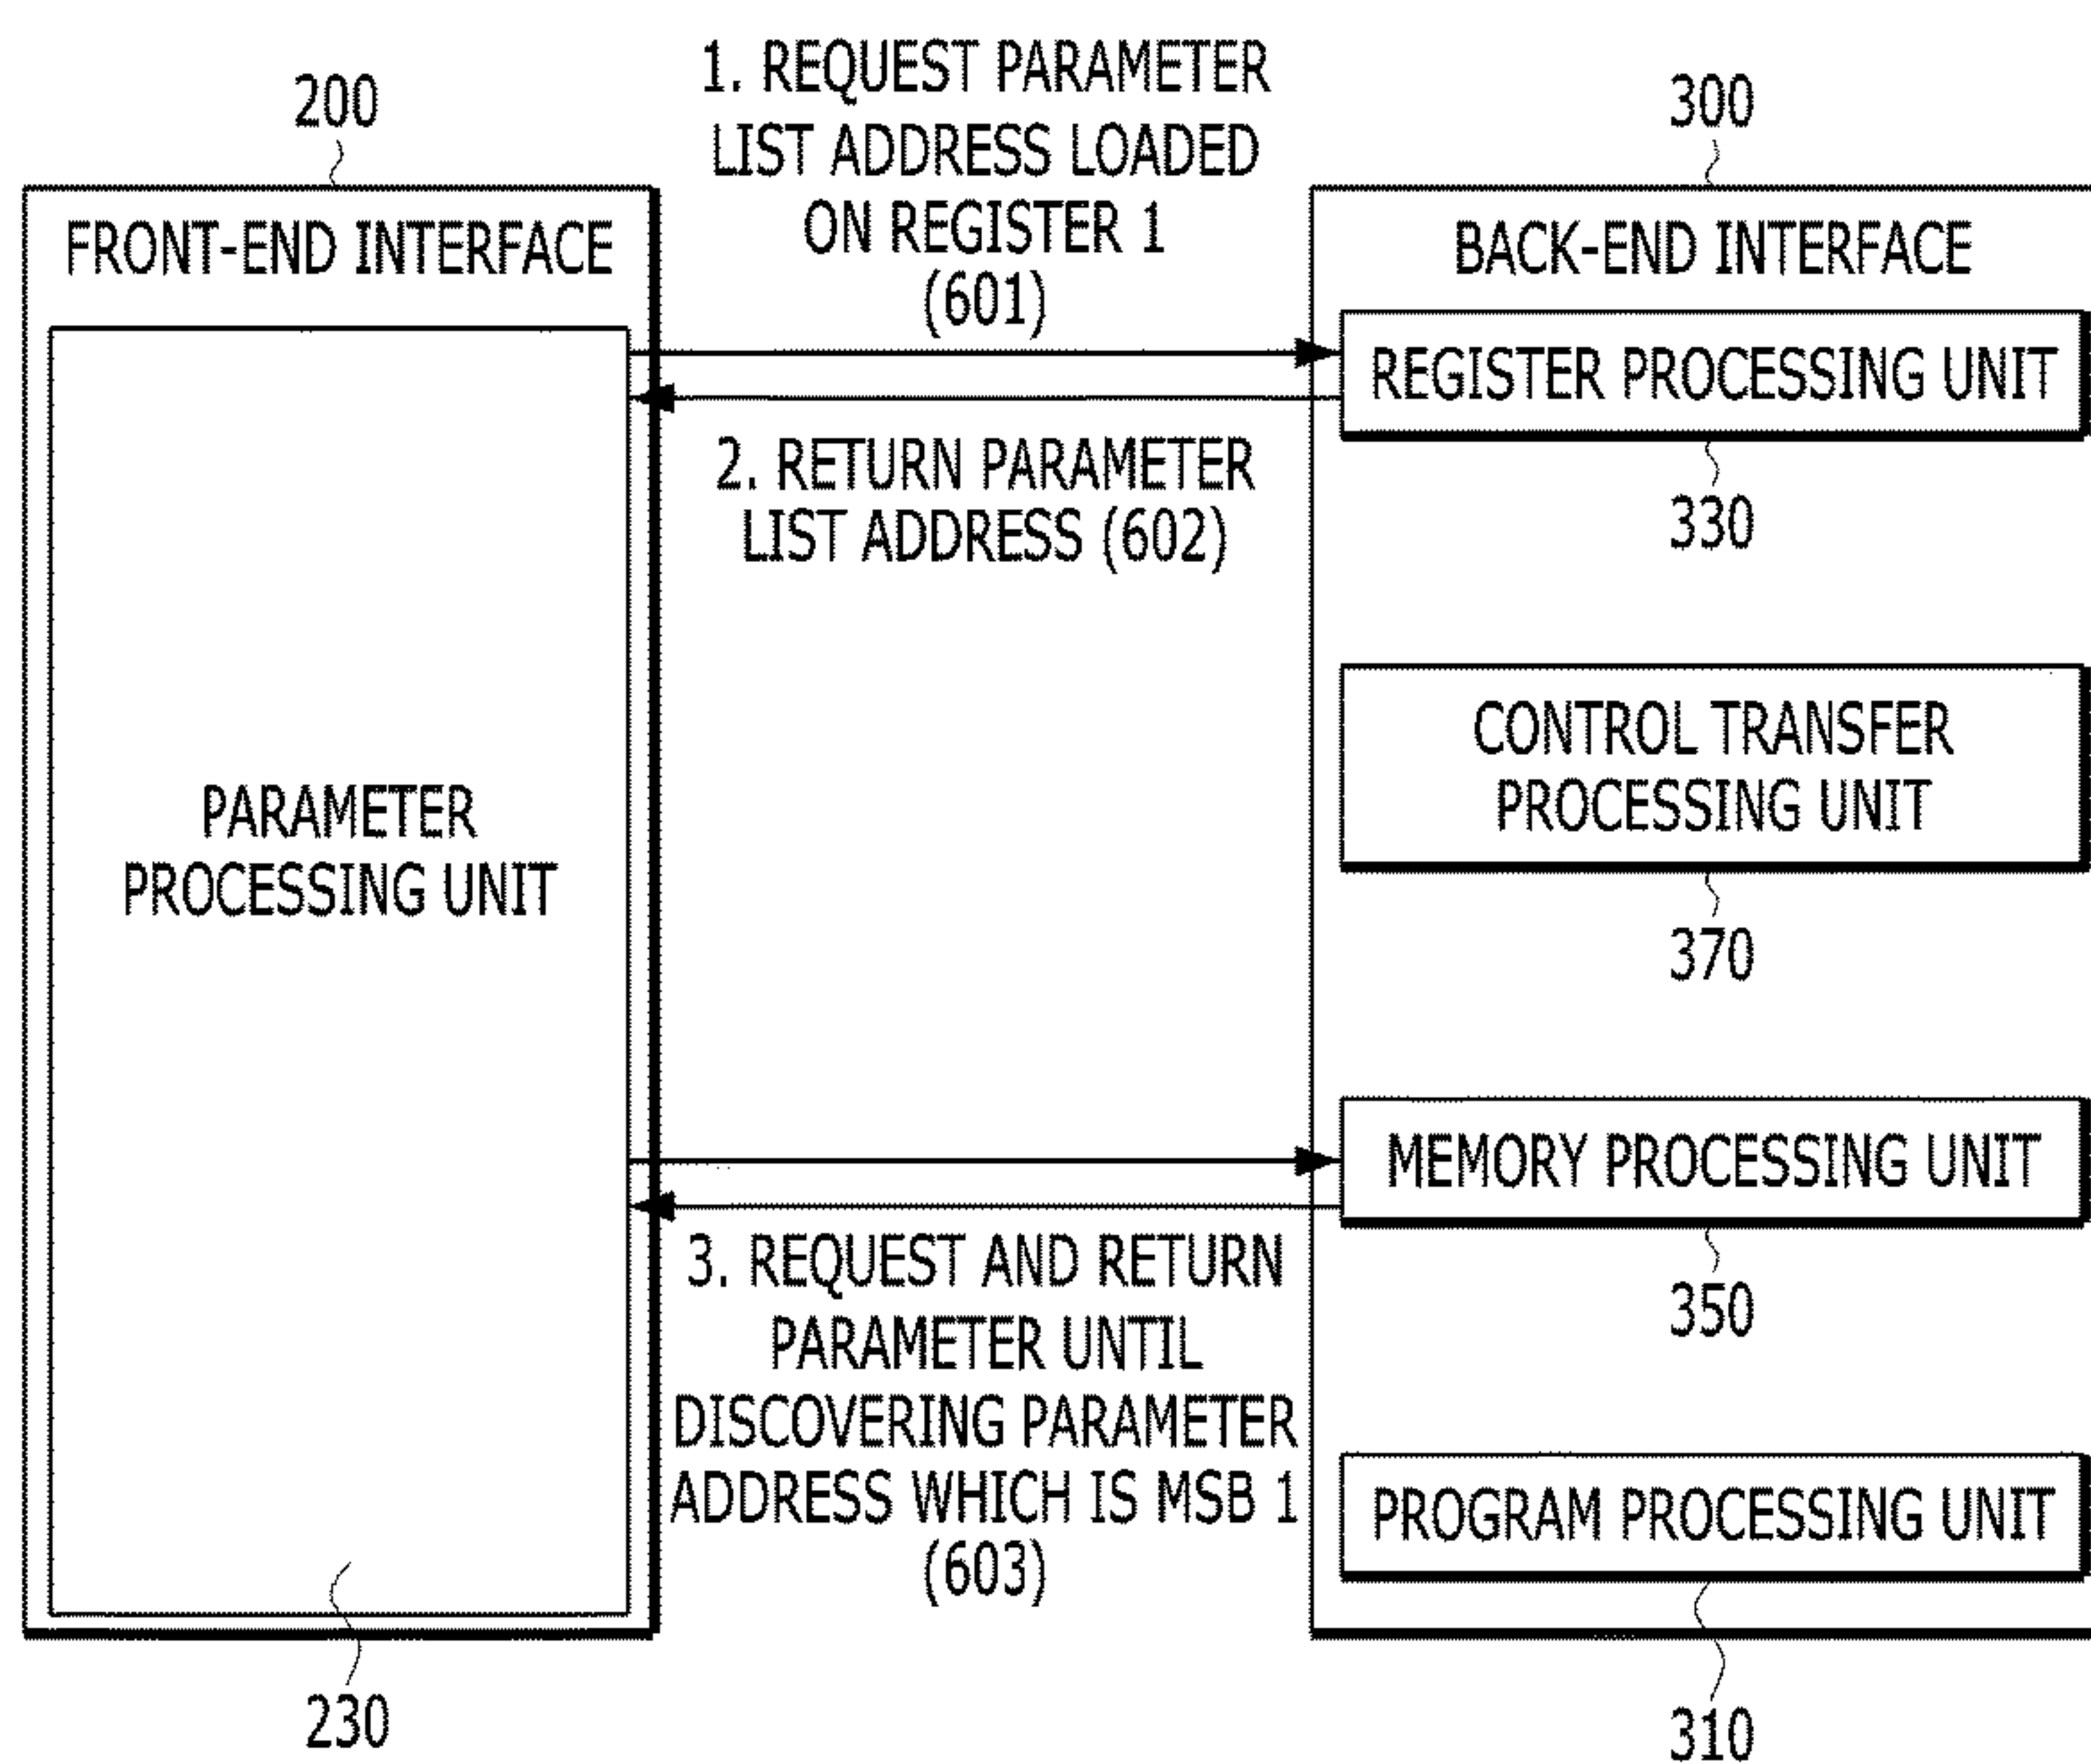 200
FRONT-END INTERFACE
PARAMETER
PROCESSING UNIT
230
1. REQUEST PARAMETER
LIST ADDRESS LOADED
ON REGISTER 1
(601)
2. RETURN PARAMETER
LIST ADDRESS (602)
3. REQUEST AND RETURN
PARAMETER UNTIL
DISCOVERING PARAMETER
ADDRESS WHICH IS MSB 1
(603)
300
BACK-END INTERFACE
REGISTER PROCESSING UNIT
330
CONTROL TRANSFER
PROCESSING UNIT
370
MEMORY PROCESSING UNIT
350
PROGRAM PROCESSING UNIT
310